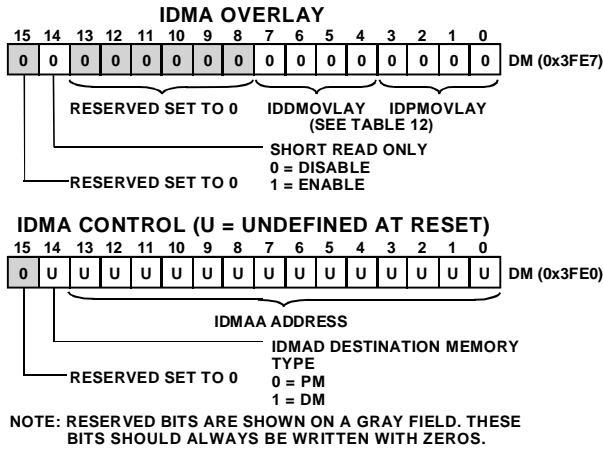 IDMA OVERLAY
15 14 13 12 11 10 9 8 7 6 5 4 3 2 1 0
0 0 0 0 0 0 0 0 0 0 0 0 0 0 0 0 DM (0x3FE7)
RESERVED SET TO 0 IDDMOVLAY IDPMOVLAY
(SEE TABLE 12)
SHORT READ ONLY
0 = DISABLE
RESERVED SET TO 0 1 = ENABLE
IDMA CONTROL (U = UNDEFINED AT RESET)
15 14 13 12 11 10 9 8 7 6 5 4 3 2 1 0
0 U U U U U U U U U U U U U U U DM (0x3FE0)
IDMAA ADDRESS
IDMAD DESTINATION MEMORY
TYPE
RESERVED SET TO 0 0 = PM
1 = DM
NOTE: RESERVED BITS ARE SHOWN ON A GRAY FIELD. THESE
BITS SHOULD ALWAYS BE WRITTEN WITH ZEROS.